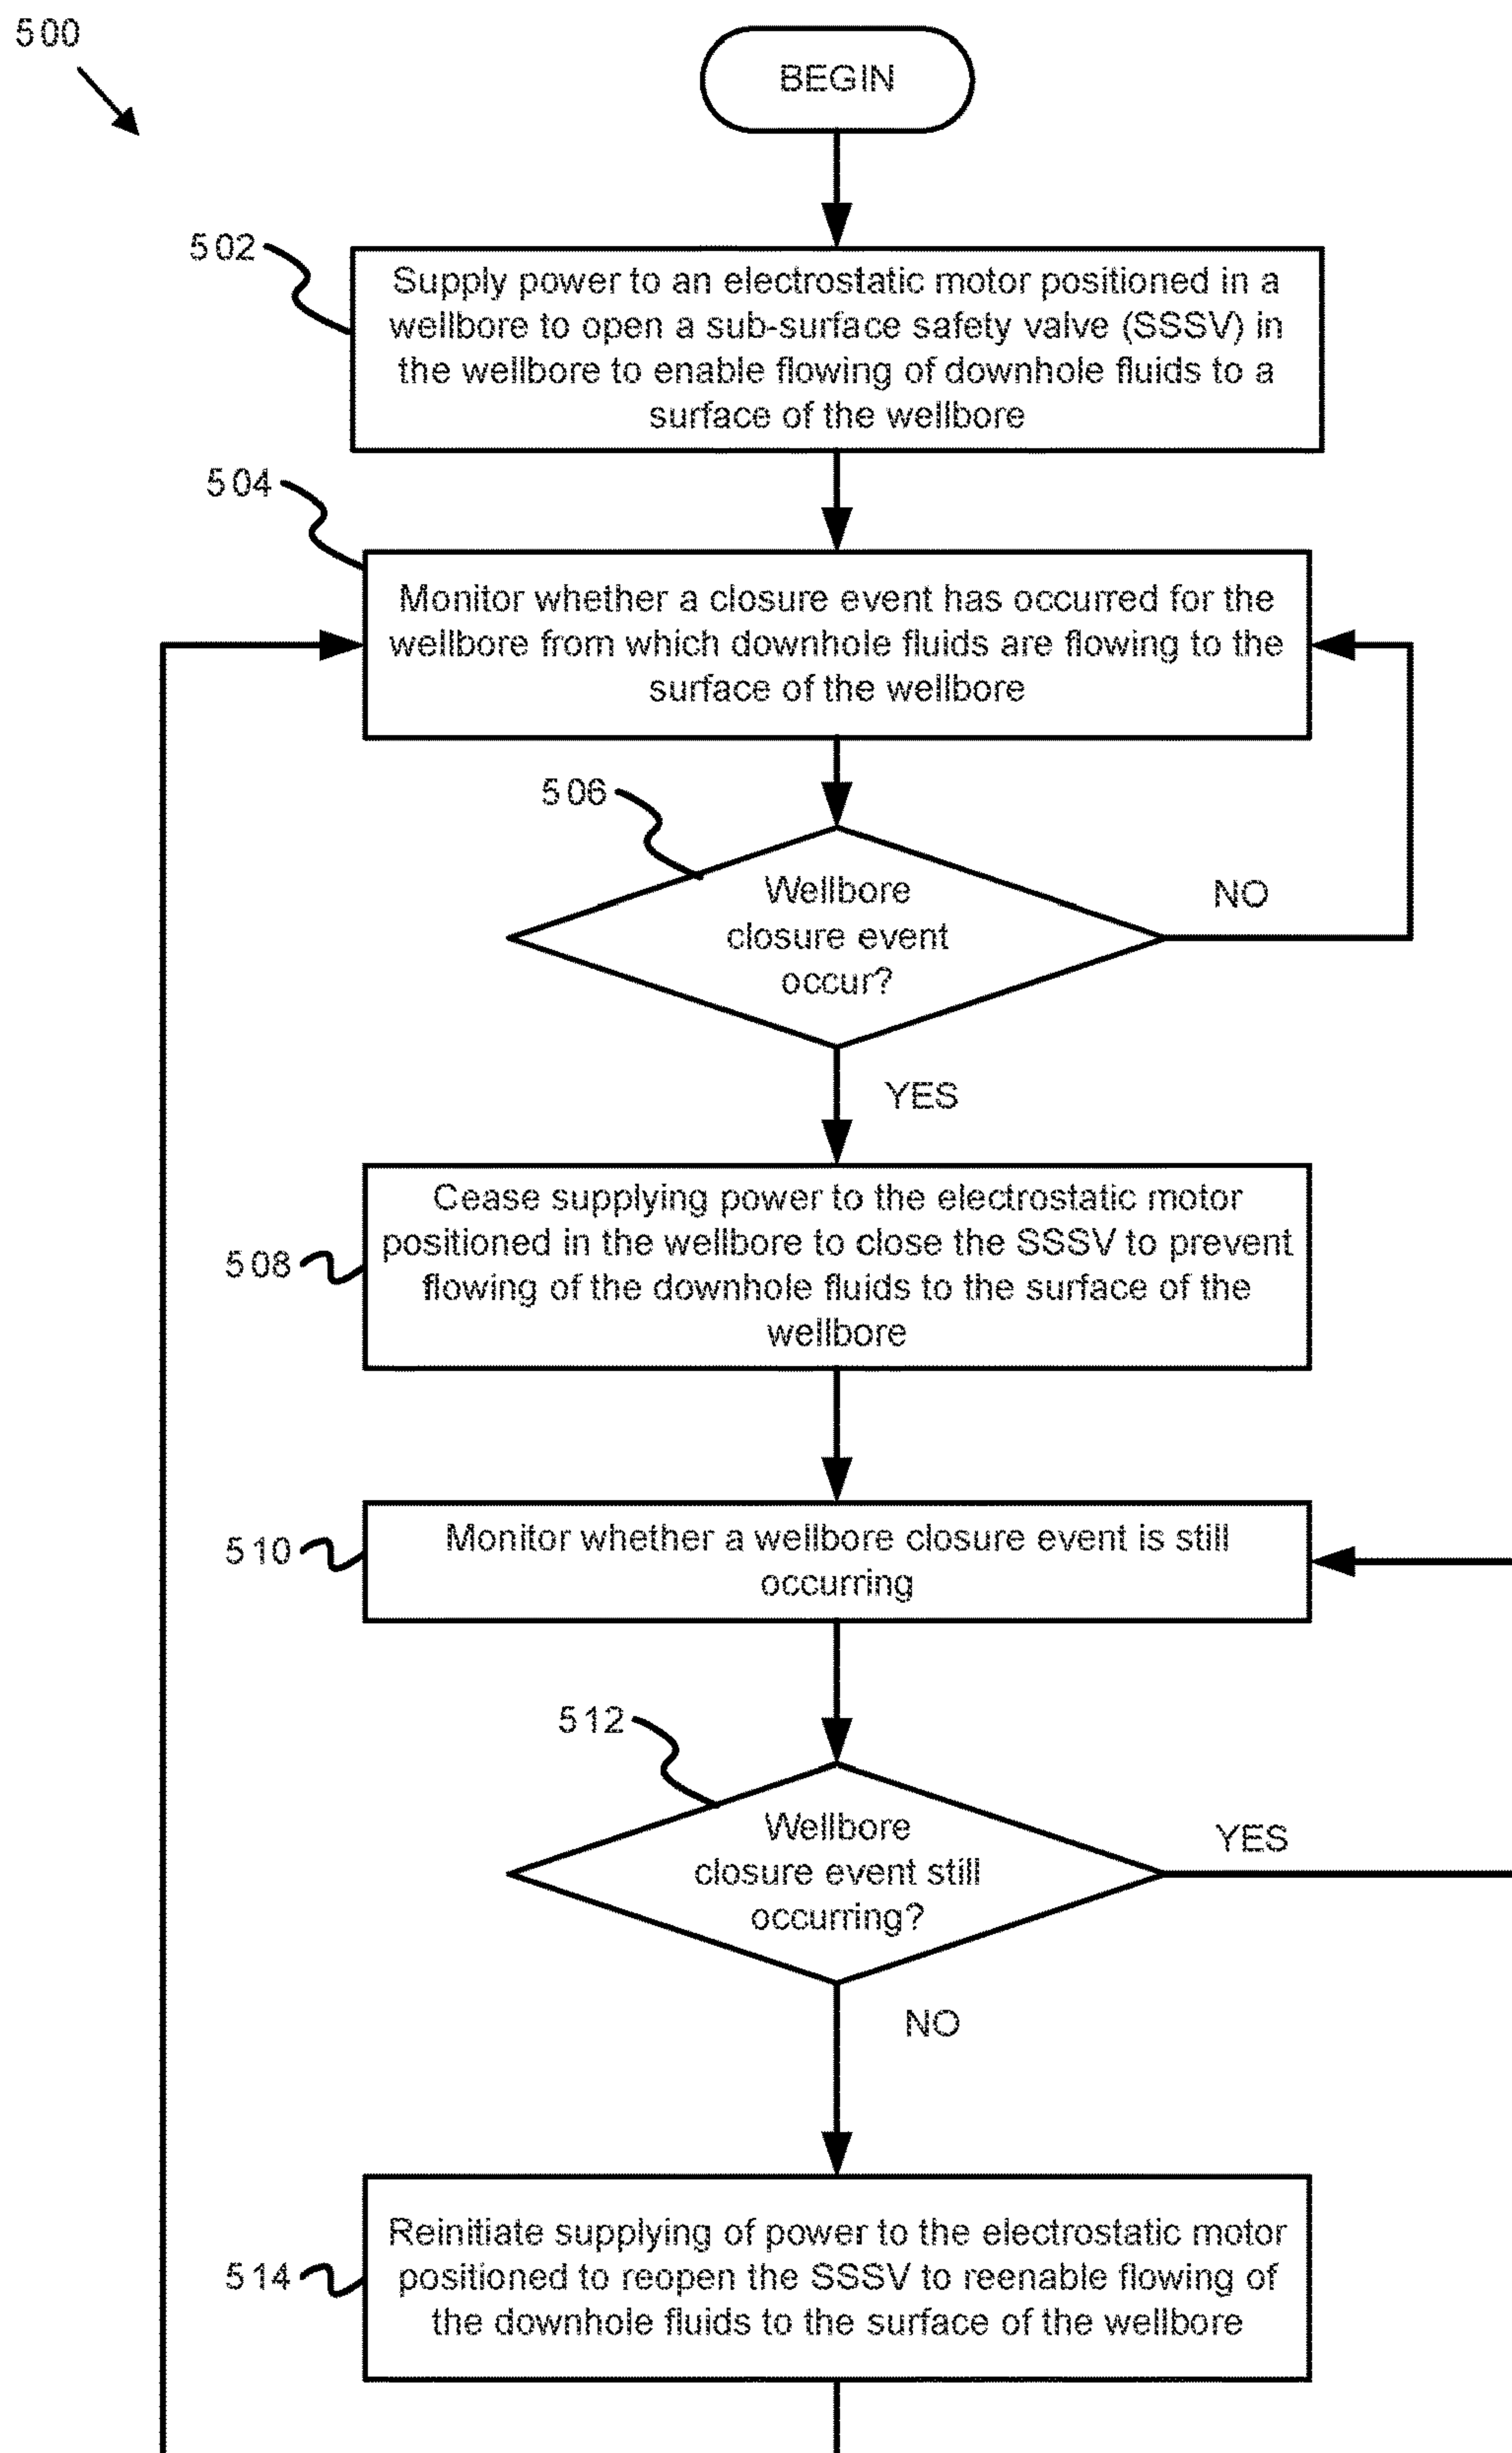 500
BEGIN
502
Supply power to an electrostatic motor positioned in a
wellbore to open a sub-surface safety valve (SSSV) in
the wellbore to enable flowing of downhole fluids to a
surface of the wellbore
504
Monitor whether a closure event has occurred for the
wellbore from which downhole fluids are flowing to the
surface of the wellbore
506
Wellbore
closure event
occur?
NO
YES
508
Cease supplying power to the electrostatic motor
positioned in the wellbore to close the SSSV to prevent
flowing of the downhole fluids to the surface of the
wellbore
510
Monitor whether a wellbore closure event is still
occurring
512
Wellbore
closure event still
occurring?
YES
NO
514
Reinitiate supplying of power to the electrostatic motor
positioned to reopen the SSSV to reenable flowing of
the downhole fluids to the surface of the wellbore